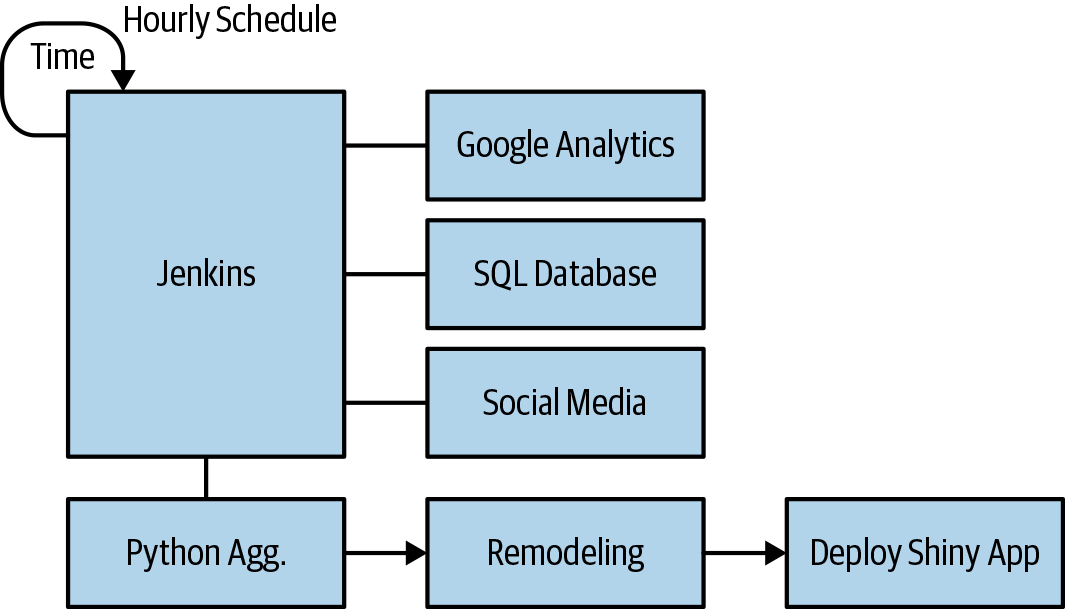 Hourly Schedule
Time
Jenkins
Google Analytics
SQL Database
Social Media
Python Agg.
Remodeling
Deploy Shiny App